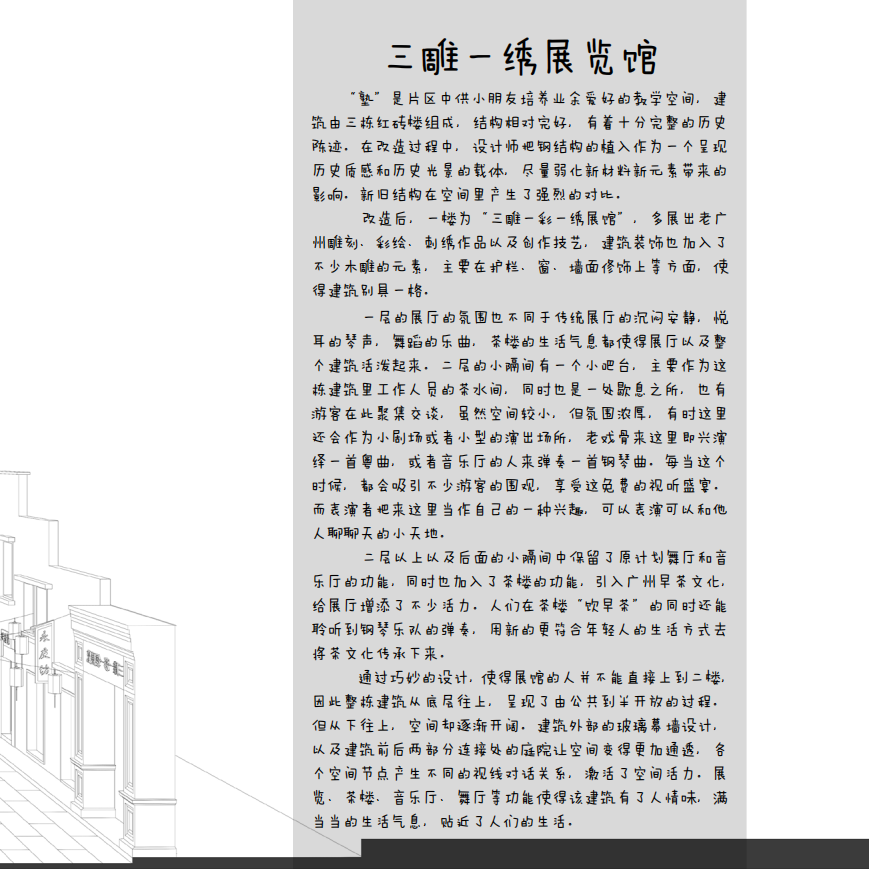 三雕一绣展览馆
“塾”是片区中供小朋友培养业余爱好的教学空间，建
筑由三栋红砖楼组成，结构相对完好，有着十分完整的历史
陈迹。在改造过程中，设计师把钢结构的植入作为一个呈现
历史质感和历史光景的载体，尽量弱化新材料新元素带来的
影响。新旧结构在空间里产生了强烈的对比。
改造后，一楼为“三雕一彩一绣展馆”，多展出老广
州雕刻、彩绘、刺绣作品以及创作技艺，建筑装饰也加入了
不少木雕的元素，主要在护栏、窗、墙面修饰上等方面，使
得建筑别具一格。
一层的展厅的氛围也不同于传统展厅的沉闷安静，悦
耳的琴声，舞蹈的乐曲，茶楼的生活气息都使得展厅以及整
个建筑活泼起来。二层的小隔间有一个小吧台，主要作为这
栋建筑里工作人员的茶水间，同时也是一处歇息之所，也有
游客在此聚集交谈，虽然空间较小，但氛围浓厚，有时这里
还会作为小剧场或者小型的演出场所，老戏骨来这里即兴演
绎一首粤曲，或者音乐厅的人来弹奏一首钢琴曲。每当这个
时候，都会吸引不少游客的围观，享受这免费的视听盛宴。
而表演者把来这里当作自己的一种兴趣，可以表演可以和他
人聊聊天的小天地。
二层以上以及后面的小隔间中保留了原计划舞厅和音
乐厅的功能，同时也加入了茶楼的功能，引入广州早茶文化，
给展厅增添了不少活力。人们在茶楼“饮早茶”的同时还能
聆听到钢琴乐队的弹奏，用新的更符合年轻人的生活方式去
将茶文化传承下来。
通过巧妙的设计，使得展馆的人并不能直接上到二楼，
因此整栋建筑从底层往上，呈现了由公共到半开放的过程。
但从下往上，空间却逐渐开阔。建筑外部的玻璃幕墙设计，
以及建筑前后两部分连接处的庭院让空间变得更加通透，各
个空间节点产生不同的视线对话关系，激活了空间活力。展
览、茶楼、音乐厅、舞厅等功能使得该建筑有了人情味，满
当当的生活气息，贴近了人们的生活。